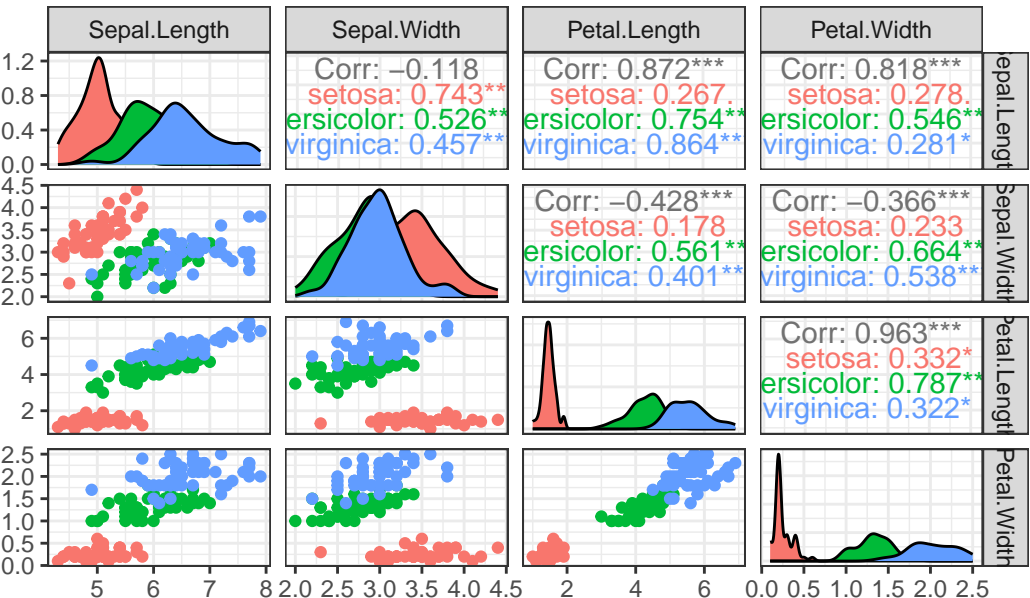 Sepal.Length Sepal.Width Petal.Length Petal.Width
1.2
0.8
0.4
0.0
Corr: −0.118
setosa: 0.743**
ersicolor: 0.526**
virginica: 0.457**
Corr: 0.872***
setosa: 0.267.
ersicolor: 0.754**
virginica: 0.864**
Corr: 0.818***
setosa: 0.278.
ersicolor: 0.546**
virginica: 0.281*
Sepal.Length
4.5
4.0
3.5
3.0
2.5
2.0
Corr: −0.428***
setosa: 0.178
ersicolor: 0.561**
virginica: 0.401**
Corr: −0.366***
setosa: 0.233
ersicolor: 0.664**
virginica: 0.538**
Sepal.Width
6
4
2
Corr: 0.963***
setosa: 0.332*
ersicolor: 0.787**
virginica: 0.322*
Petal.Length
2.5
2.0
1.5
1.0
0.5
0.0
Petal.Width
5 6 7 8
2.0 2.5 3.0 3.5 4.0 4.5
2 4 6
0.0 0.5 1.0 1.5 2.0 2.5